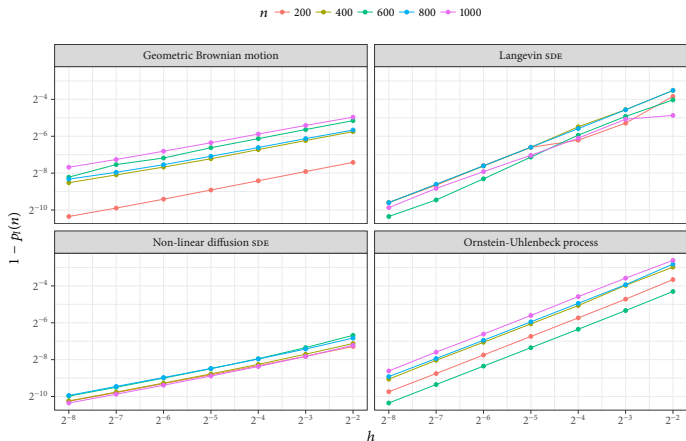 n 200 400 600 800 1000
Geometric Brownian motion
Langevin SDE
2⁻⁴
2⁻⁶
2⁻⁸
2⁻¹⁰
1 − pₗ(n)
Non-linear diffusion SDE
Ornstein-Uhlenbeck process
2⁻⁴
2⁻⁶
2⁻⁸
2⁻¹⁰
2⁻⁸ 2⁻⁷ 2⁻⁶ 2⁻⁵ 2⁻⁴ 2⁻³ 2⁻² 2⁻⁸ 2⁻⁷ 2⁻⁶ 2⁻⁵ 2⁻⁴ 2⁻³ 2⁻²
h